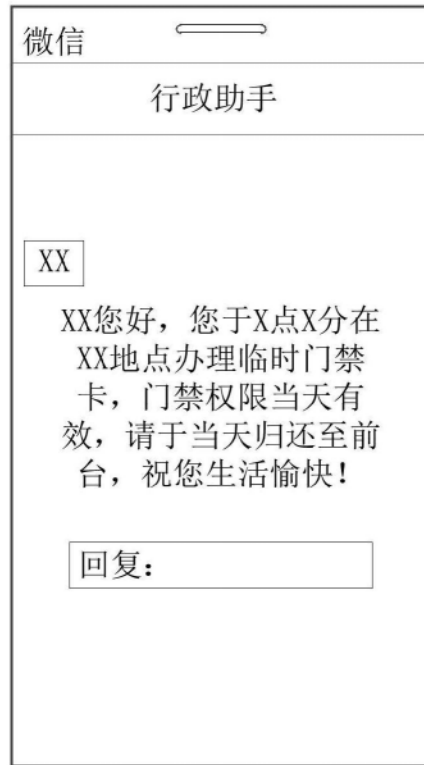 微信
行政助手
XX
XX您好，您于X点X分在
XX地点办理临时门禁
卡，门禁权限当天有
效，请于当天归还至前
台，祝您生活愉快！
回复：